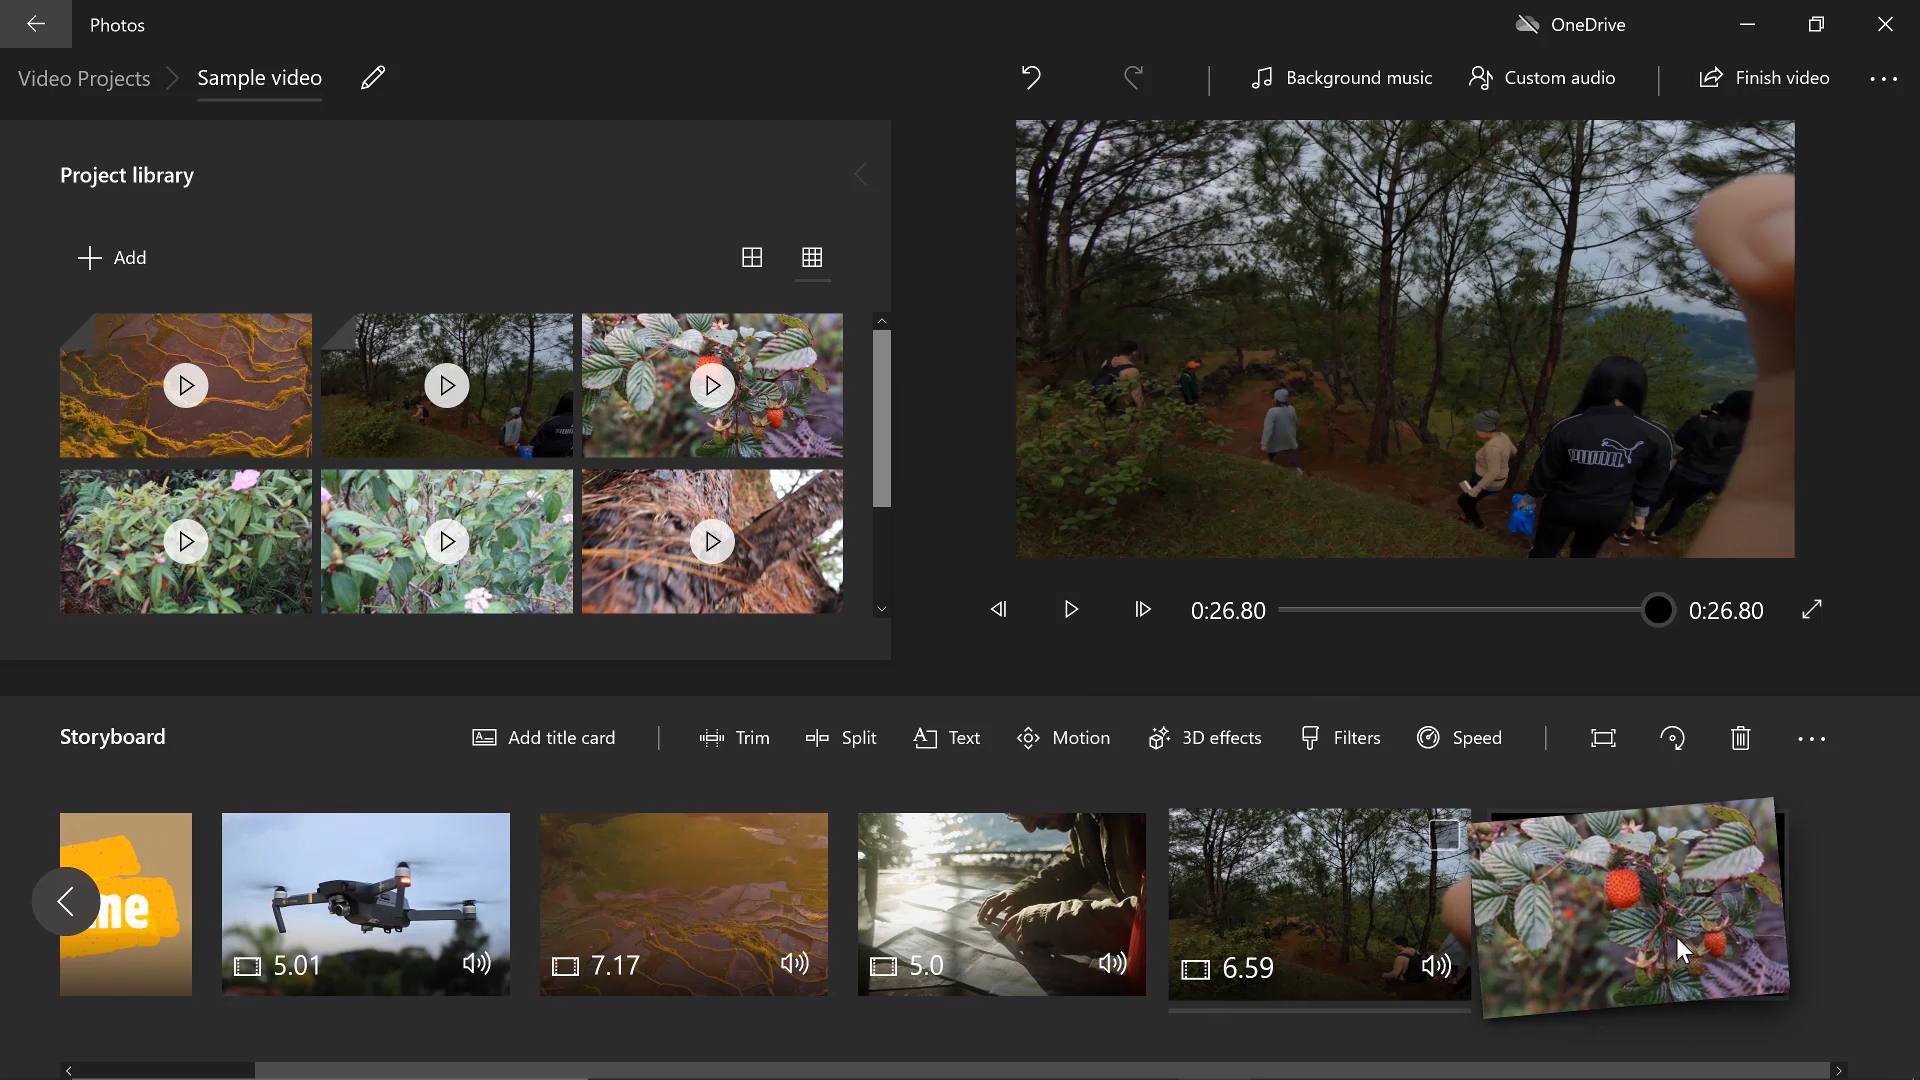 Photos
OneDrive
Video Projects
Sample video
Background music
Custom audio
Finish video
Project library
Add
PUMA
0:26.80
0:26.80
Storyboard
Add title card
Trim
Split
Text
Motion
3D effects
Filters
Speed
me
5.01
7.17
5.0
6.59